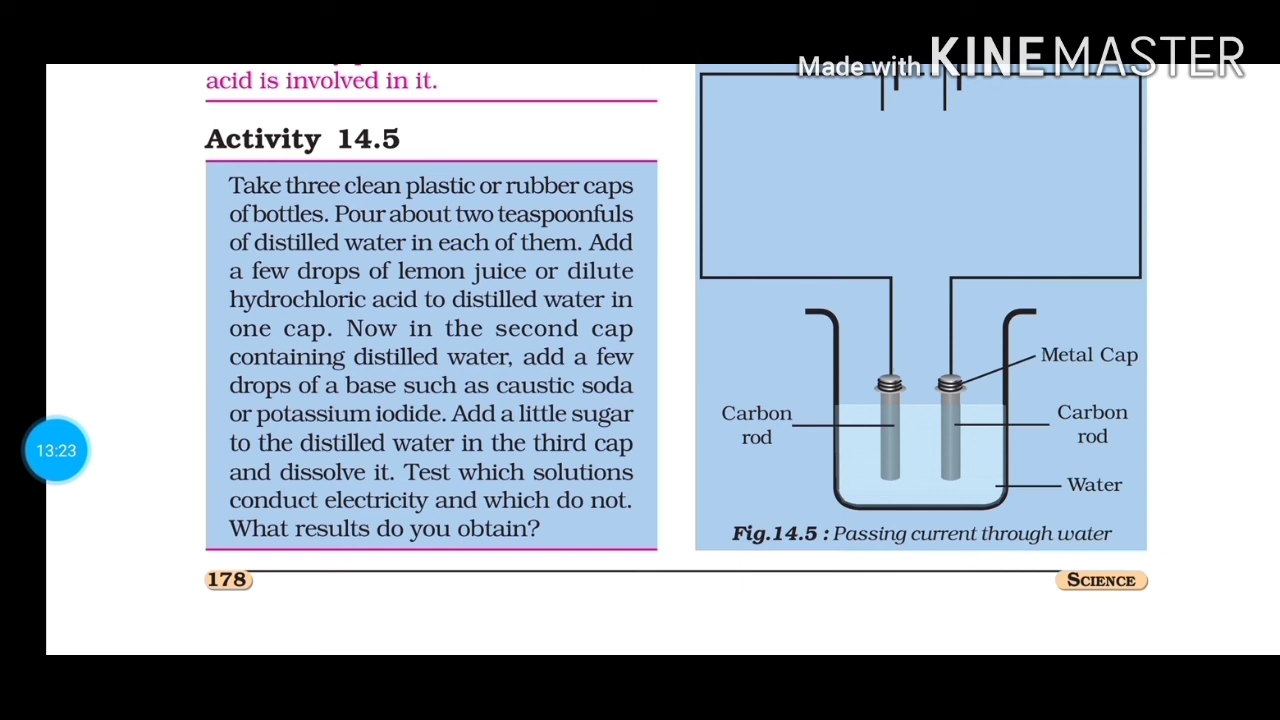 Made with KINEMASTER
acid is involved in it.
Activity 14.5
Take three clean plastic or rubber caps
of bottles. Pour about two teaspoonfuls
of distilled water in each of them. Add
a few drops of lemon juice or dilute
hydrochloric acid to distilled water in
one cap. Now in the second cap
containing distilled water, add a few
drops of a base such as caustic soda
or potassium iodide. Add a little sugar
to the distilled water in the third cap
and dissolve it. Test which solutions
conduct electricity and which do not.
What results do you obtain?
Metal Cap
Carbon
rod
Carbon
rod
Water
Fig.14.5 : Passing current through water
13:23
178
SCIENCE